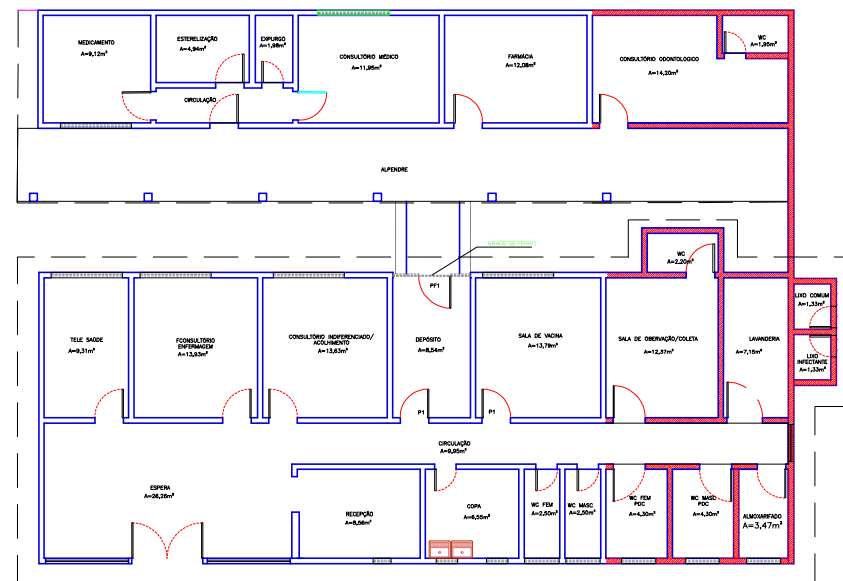 MEDICAMENTO
A=9,12m²
ESTERELIZAÇÃO
A=4,94m²
EXPURGO
A=1,98m²
CONSULTÓRIO MÉDICO
A=11,95m²
FARMÁCIA
A=12,08m²
CONSULTÓRIO ODONTOLOGICO
A=14,20m²
WC
A=1,95m²
CIRCULAÇÃO
ALPENDRE
GRADE DE FERRO
WC
A=2,20m²
PF1
LIXO COMUM
A=1,33m²
TELE SAÚDE
A=9,31m²
FCONSULTÓRIO
ENFERMAGEM
A=13,93m²
CONSULTÓRIO INDIFERENCIADO/
ACOLHIMENTO
A=13,63m²
DEPÓSITO
A=8,54m²
SALA DE VACINA
A=13,79m²
SALA DE OBERVAÇÃO/COLETA
A=12,37m²
LAVANDERIA
A=7,15m²
LIXO
INFECTANTE
A=1,33m²
P1
P1
CIRCULAÇÃO
A=9,95m²
ESPERA
A=26,26m²
RECEPÇÃO
A=8,56m²
COPA
A=6,55m²
WC FEM
A=2,50m²
WC MASC
A=2,50m²
WC FEM
PDC
A=4,30m²
WC MASC
PDC
A=4,30m²
ALMOXARIFADO
A=3,47m²